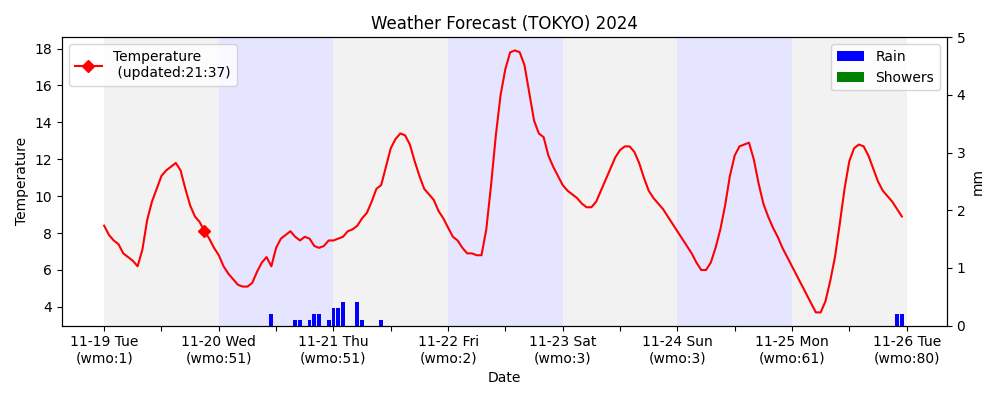 Weather Forecast (TOKYO) 2024
Temperature
(updated:21:37)
Rain
Showers
Temperature
18
16
14
12
10
8
6
4
5
4
3
2
1
0
mm
11-19 Tue
(wmo:1)
11-20 Wed
(wmo:51)
11-21 Thu
(wmo:51)
11-22 Fri
(wmo:2)
11-23 Sat
(wmo:3)
11-24 Sun
(wmo:3)
11-25 Mon
(wmo:61)
11-26 Tue
(wmo:80)
Date